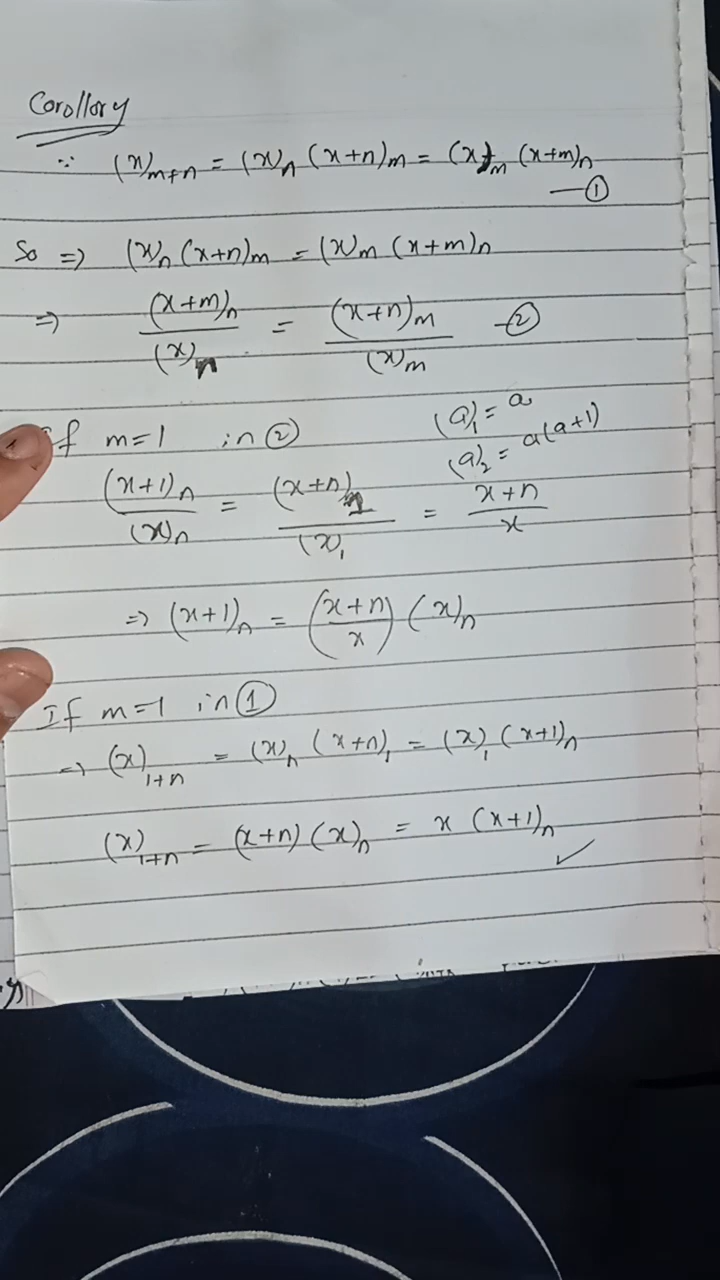 Corollory
∵ (x)_{m+n} = (x)_n (x+n)_m = (x)_m (x+m)_n
—①
So ⇒ (x)_n (x+n)_m = (x)_m (x+m)_n
⇒ (x+m)_n / (x)_n = (x+n)_m / (x)_m —②
If m=1 in ②
(a)_1 = a
(a)_2 = a(a+1)
(x+1)_n / (x)_n = (x+n)_1 / (x)_1 = x+n / x
⇒ (x+1)_n = (x+n / x) (x)_n
If m=1 in ①
⇒ (x)_{1+n} = (x)_n (x+n)_1 = (x)_1 (x+1)_n
(x)_{1+n} = (x+n) (x)_n = x (x+1)_n